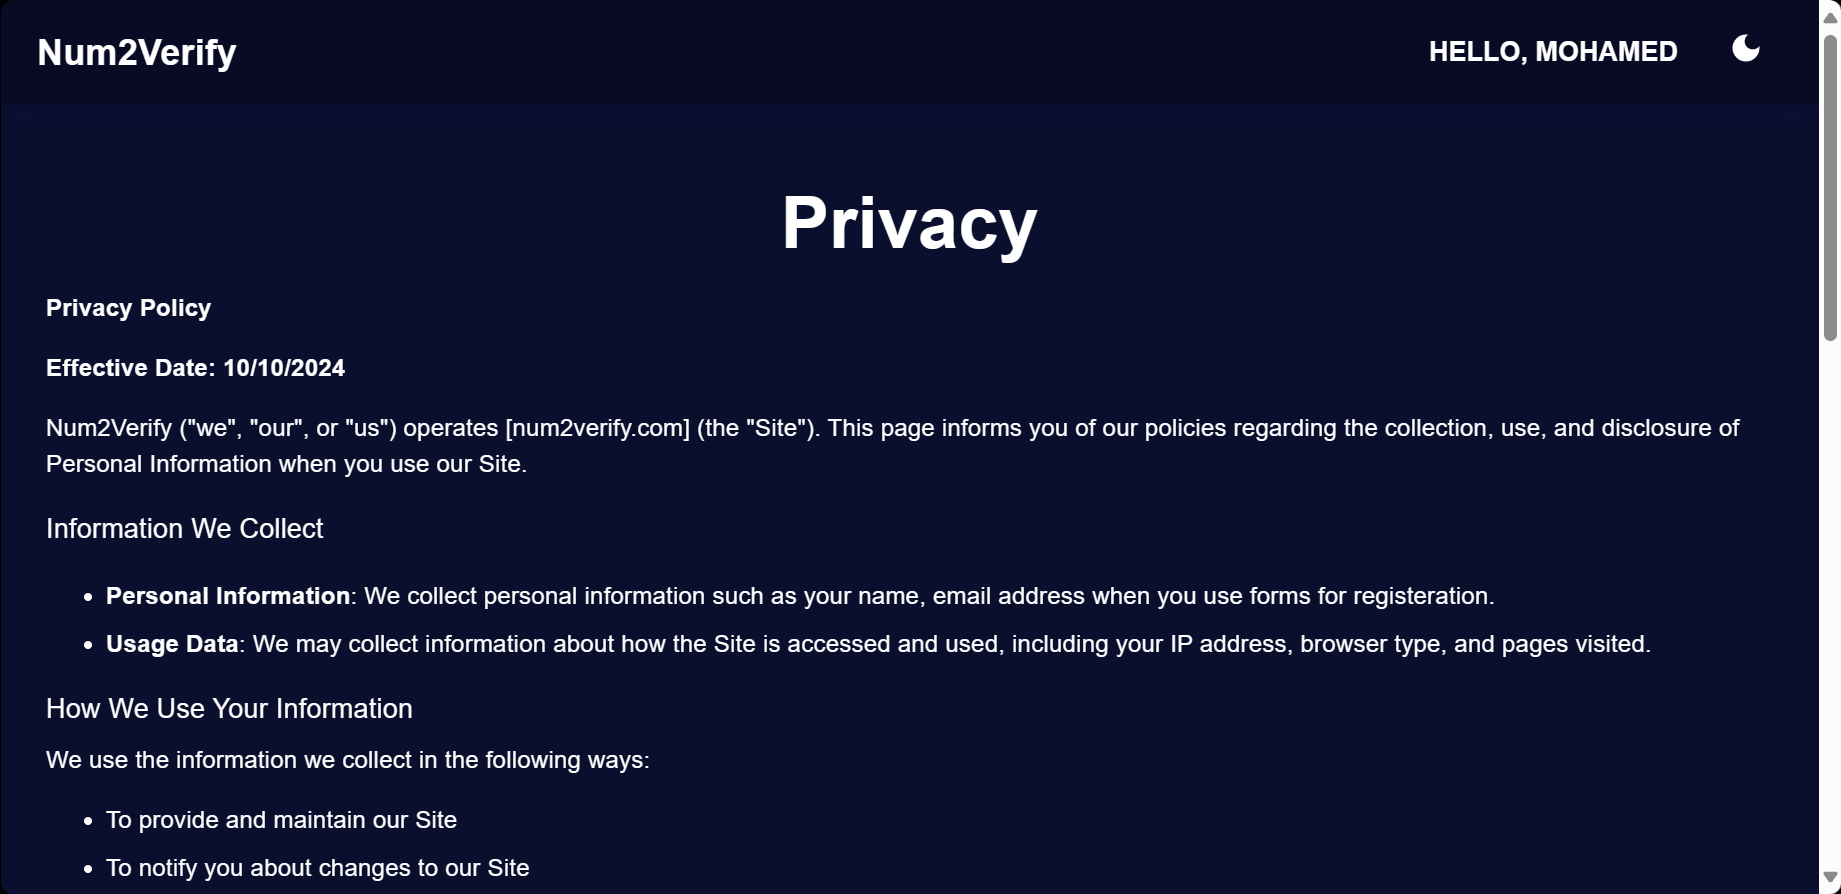 Num2Verify
HELLO, MOHAMED
Privacy
Privacy Policy
Effective Date: 10/10/2024
Num2Verify ("we", "our", or "us") operates [num2verify.com] (the "Site"). This page informs you of our policies regarding the collection, use, and disclosure of
Personal Information when you use our Site.
Information We Collect
• Personal Information: We collect personal information such as your name, email address when you use forms for registeration.
• Usage Data: We may collect information about how the Site is accessed and used, including your IP address, browser type, and pages visited.
How We Use Your Information
We use the information we collect in the following ways:
• To provide and maintain our Site
• To notify you about changes to our Site